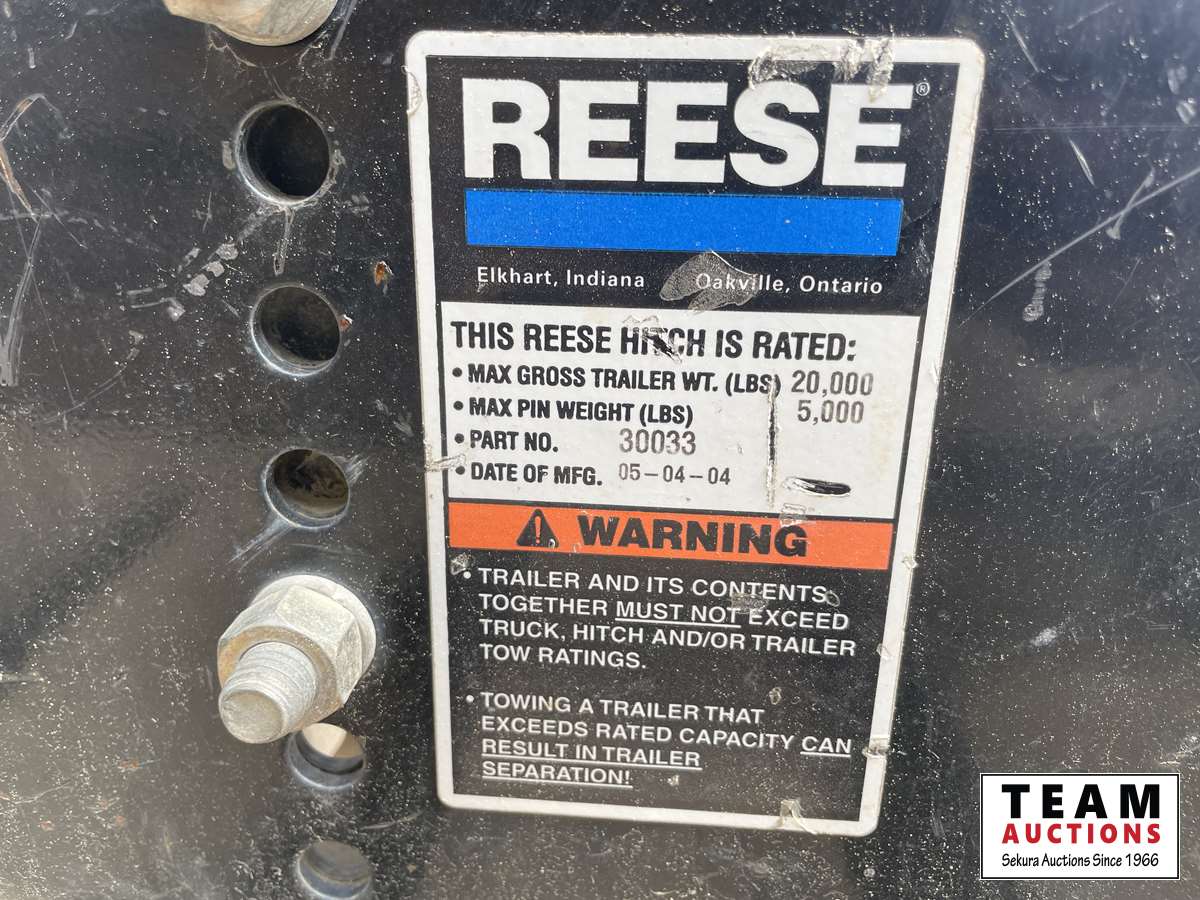 REESE®
Elkhart, Indiana Oakville, Ontario
THIS REESE HITCH IS RATED:
• MAX GROSS TRAILER WT. (LBS) 20,000
• MAX PIN WEIGHT (LBS) 5,000
• PART NO. 30033
• DATE OF MFG. 05-04-04
WARNING
• TRAILER AND ITS CONTENTS
TOGETHER MUST NOT EXCEED
TRUCK, HITCH AND/OR TRAILER
TOW RATINGS.
• TOWING A TRAILER THAT
EXCEEDS RATED CAPACITY CAN
RESULT IN TRAILER
SEPARATION!
TEAM
AUCTIONS
Sekura Auctions Since 1966